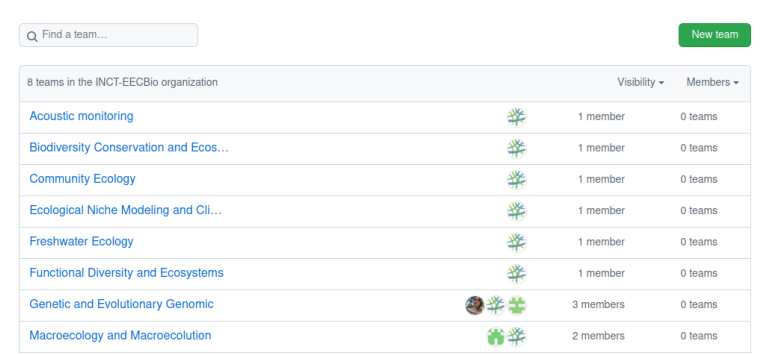 Find a team…
New team
8 teams in the INCT-EECBio organization Visibility Members
Acoustic monitoring 1 member 0 teams
Biodiversity Conservation and Ecos… 1 member 0 teams
Community Ecology 1 member 0 teams
Ecological Niche Modeling and Cli… 1 member 0 teams
Freshwater Ecology 1 member 0 teams
Functional Diversity and Ecosystems 1 member 0 teams
Genetic and Evolutionary Genomic 3 members 0 teams
Macroecology and Macroecolution 2 members 0 teams